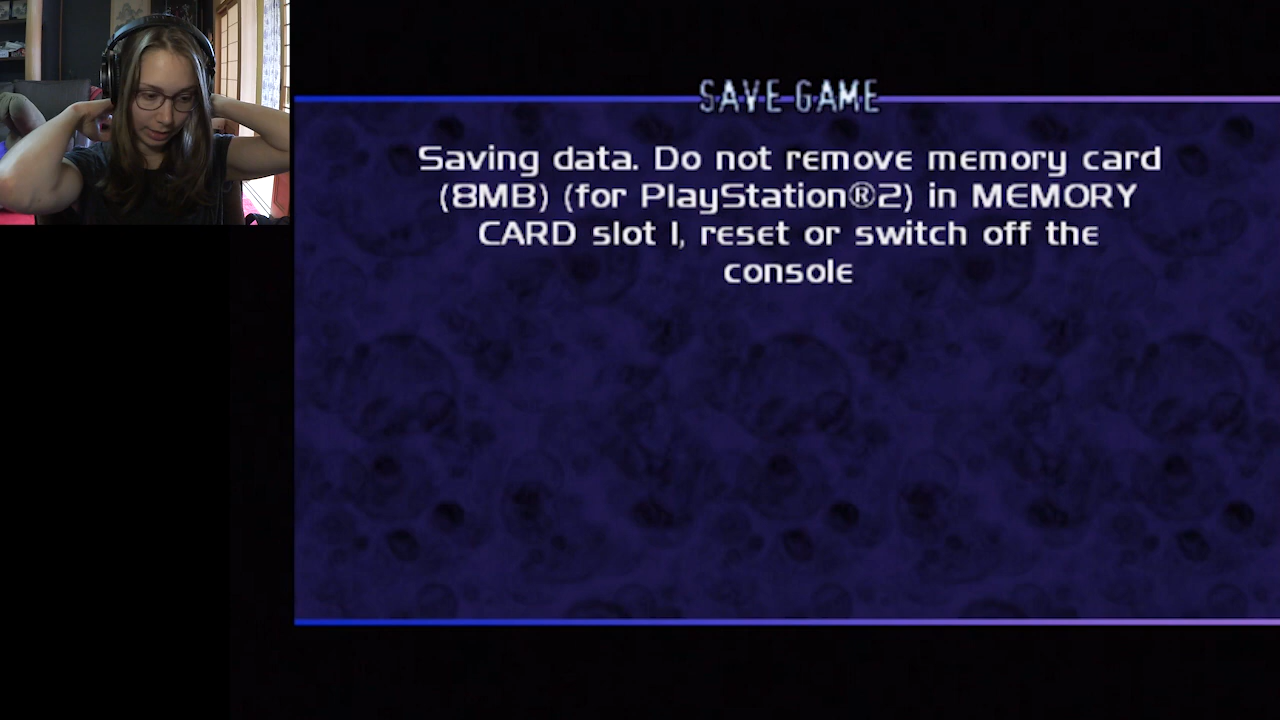 SAVE GAME
Saving data. Do not remove memory card
(8MB) (for PlayStation®2) in MEMORY
CARD slot 1, reset or switch off the
console